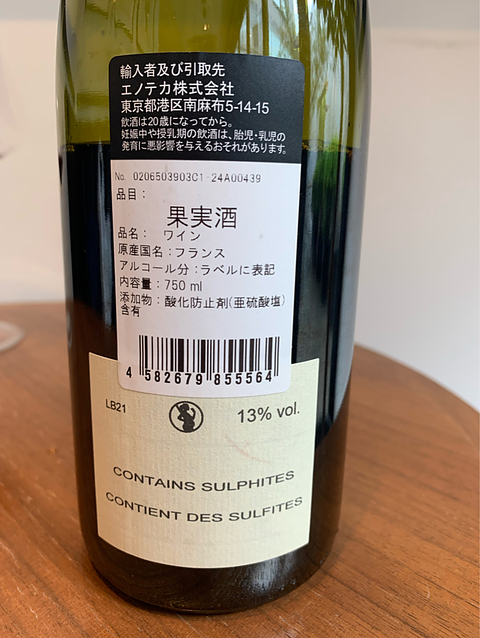 輸入者及び引取先
エノテカ株式会社
東京都港区南麻布5-14-15
飲酒は20歳になってから。
妊娠中や授乳期の飲酒は、胎児・乳児の
発育に悪影響を与えるおそれがあります。
No. 0206503903C1-24A00439
品目:
果実酒
品名: ワイン
原産国名:フランス
アルコール分:ラベルに表記
内容量:750 ml
添加物:酸化防止剤(亜硫酸塩)
含有
4 582679 855564
LB21
13% vol.
CONTAINS SULPHITES
CONTIENT DES SULFITES